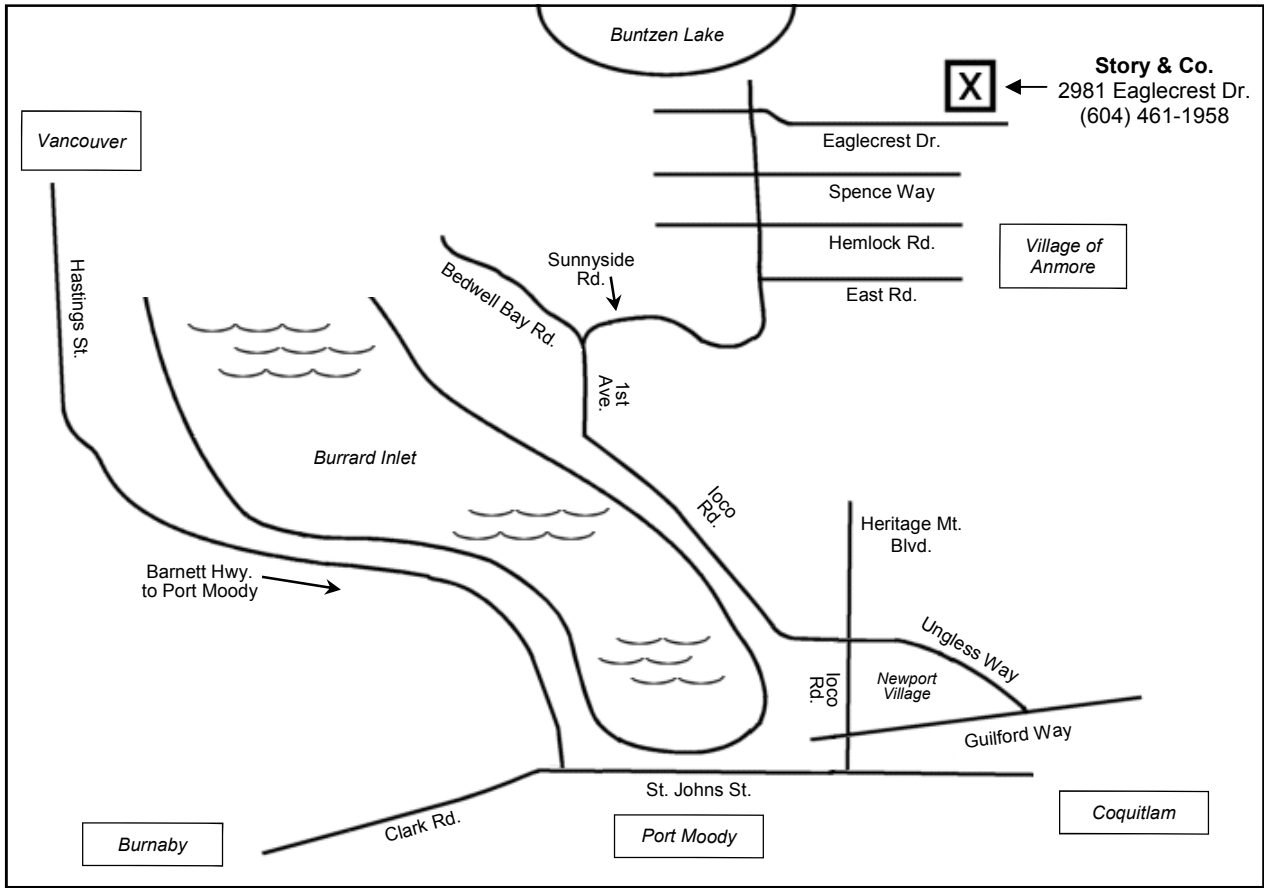 Buntzen Lake
Story & Co.
2981 Eaglecrest Dr.
(604) 461-1958
X
Vancouver
Eaglecrest Dr.
Spence Way
Hemlock Rd.
Village of
Anmore
East Rd.
Sunnyside
Rd.
Bedwell Bay Rd.
Hastings St.
1st
Ave.
Burrard Inlet
Ioco
Rd.
Heritage Mt.
Blvd.
Barnett Hwy.
to Port Moody
Ungless Way
Ioco
Rd.
Newport
Village
Guilford Way
St. Johns St.
Clark Rd.
Burnaby
Port Moody
Coquitlam